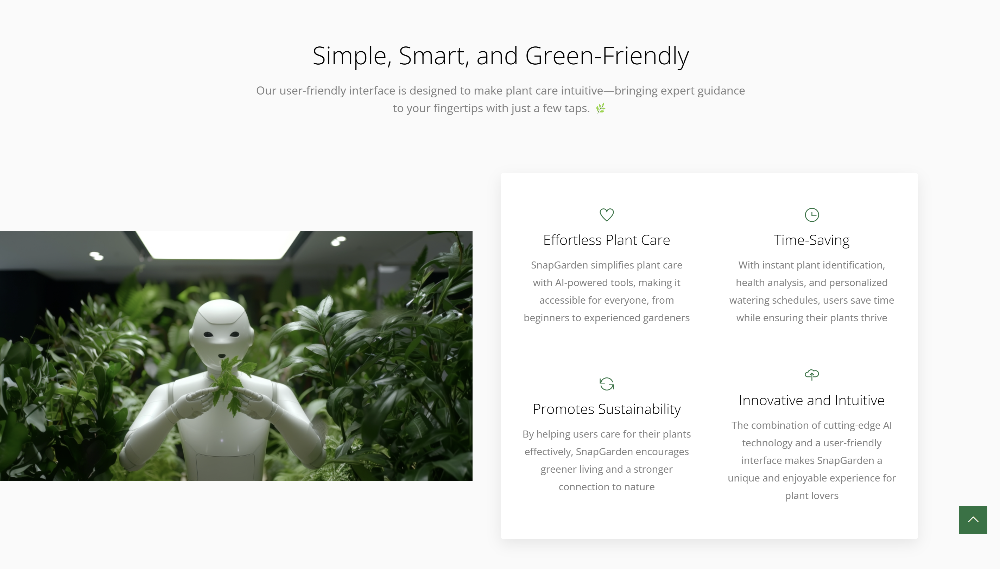 Simple, Smart, and Green-Friendly
Our user-friendly interface is designed to make plant care intuitive—bringing expert guidance
to your fingertips with just a few taps. 🌿
Effortless Plant Care
SnapGarden simplifies plant care
with AI-powered tools, making it
accessible for everyone, from
beginners to experienced gardeners
Time-Saving
With instant plant identification,
health analysis, and personalized
watering schedules, users save time
while ensuring their plants thrive
Promotes Sustainability
By helping users care for their plants
effectively, SnapGarden encourages
greener living and a stronger
connection to nature
Innovative and Intuitive
The combination of cutting-edge AI
technology and a user-friendly
interface makes SnapGarden a
unique and enjoyable experience for
plant lovers